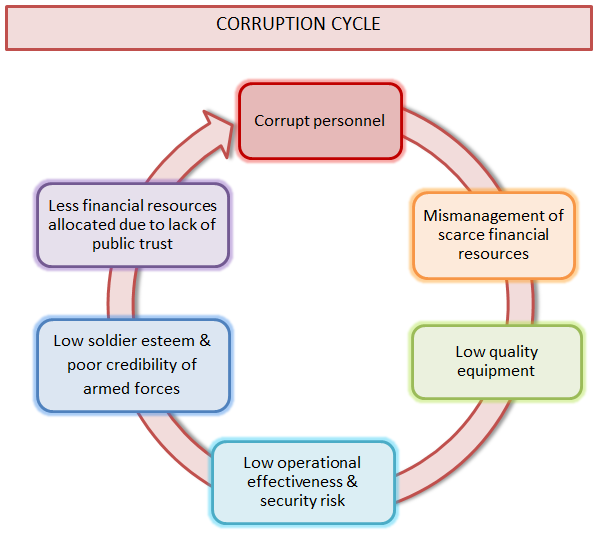 CORRUPTION CYCLE
Corrupt personnel
Mismanagement of
scarce financial
resources
Low quality
equipment
Low operational
effectiveness &
security risk
Low soldier esteem &
poor credibility of
armed forces
Less financial resources
allocated due to lack of
public trust